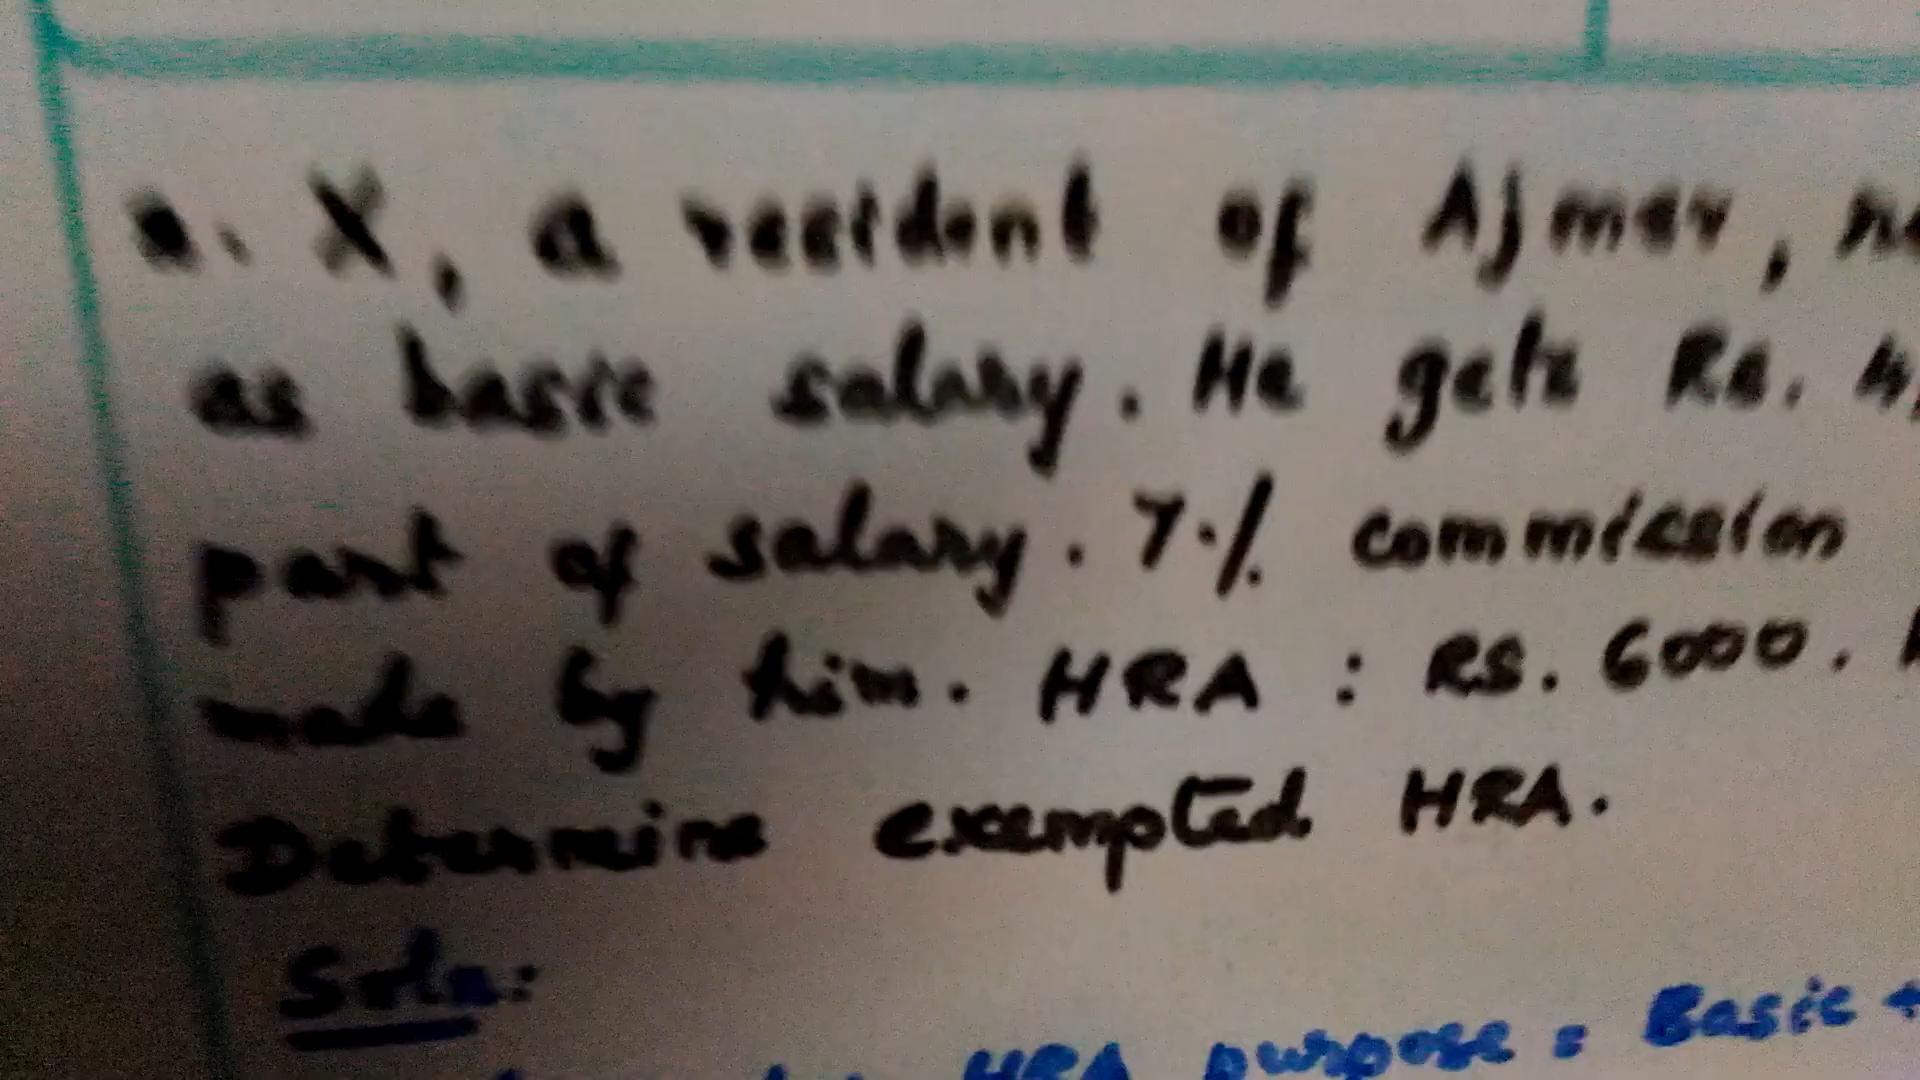 X, a resident of Ajmer,
as basic salary. He gets Rs. 4,
part of salary. 7% commission
made by him. HRA : RS. 6000.
Determine exempted HRA.
Soln:
HRA purpose = Basic +